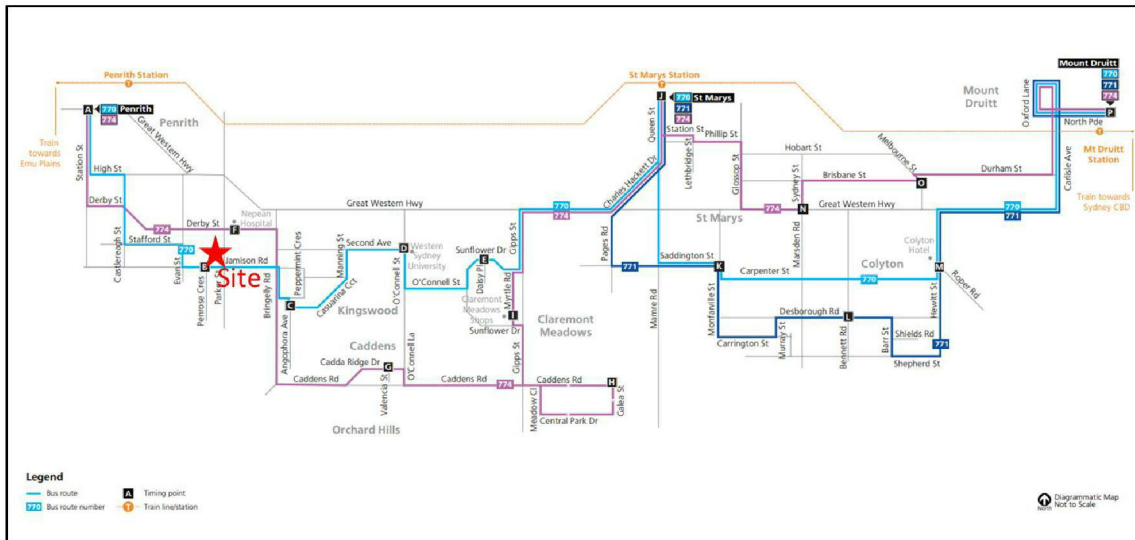 Penrith Station
St Marys Station
Mount Druitt
770
771
774
A
770 Penrith
774
J
770 St Marys
771
774
Mount
Druitt
Oxford Lane
P
North Pde
Penrith
Great Western Hwy
Train
towards
Emu Plains
Station St
Queen St
Station St
Phillip St
Lethbridge St
Glossop St
Hobart St
Melbourne St
Mt Druitt
Station
Carlisle Ave
High St
Charles Hackett Dr
Sydney St
Brisbane St
O
Durham St
Train towards
Sydney CBD
Derby St
774
Derby St
Nepean
Hospital
F
Great Western Hwy
770
774
St Marys
774
N
Great Western Hwy
770
771
Castlereagh St
Stafford St
770
Evan St
B
Jamison Rd
Penrose Cres
Parker St
Site
Bringelly Rd
Peppermint Cres
Manning St
Second Ave
D
Western
Sydney
University
O'Connell St
Sunflower Dr
E
Daisy Pl
O'Connell St
Gipps St
Pages Rd
771
Saddington St
K
Marsden Rd
Carpenter St
Colyton
770
Colyton
Hotel
M
Roper Rd
C
Casuarina Cct
Kingswood
Angophora Ave
Claremont
Meadows
Shops
Sunflower Dr
Myrtle Rd
I
Claremont
Meadows
Mamre Rd
Monfarville St
Desborough Rd
L
Hewitt St
Carrington St
Murray St
Bennett Rd
Barr St
Shields Rd
771
Shepherd St
Caddens
Cadda Ridge Dr
G
O'Connell La
Gipps St
Caddens Rd
Valencia St
Caddens Rd
774
Caddens Rd
H
Meadow Cl
Central Park Dr
Galea St
Orchard Hills
Legend
Bus route
A Timing point
770 Bus route number
T Train line/station
North
Diagrammatic Map
Not to Scale